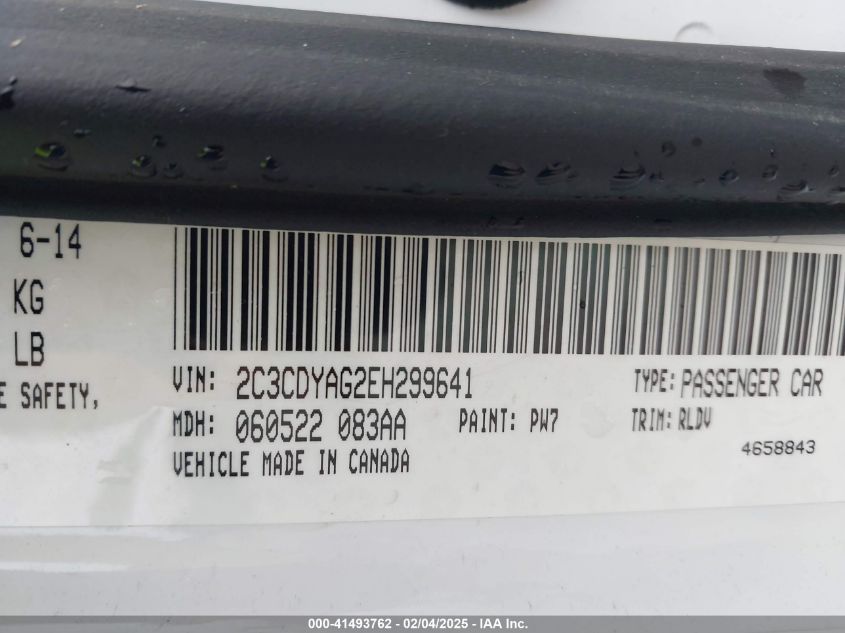 6-14
KG
LB
E SAFETY,
VIN: 2C3CDYAG2EH299641
TYPE: PASSENGER CAR
MDH: 060522 083AA
PAINT: PW7
TRIM: RLDV
VEHICLE MADE IN CANADA
4658843
000-41493762 - 02/04/2025 - IAA Inc.